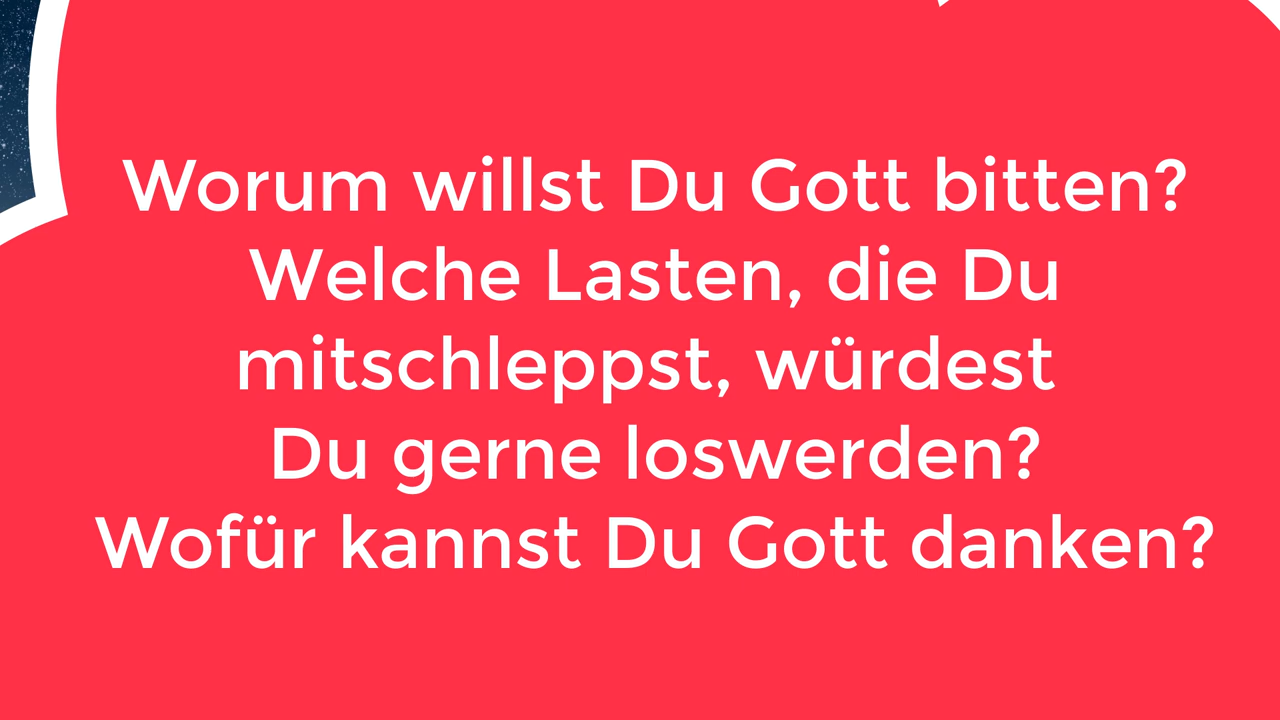 Worum willst Du Gott bitten?
Welche Lasten, die Du
mitschleppst, würdest
Du gerne loswerden?
Wofür kannst Du Gott danken?